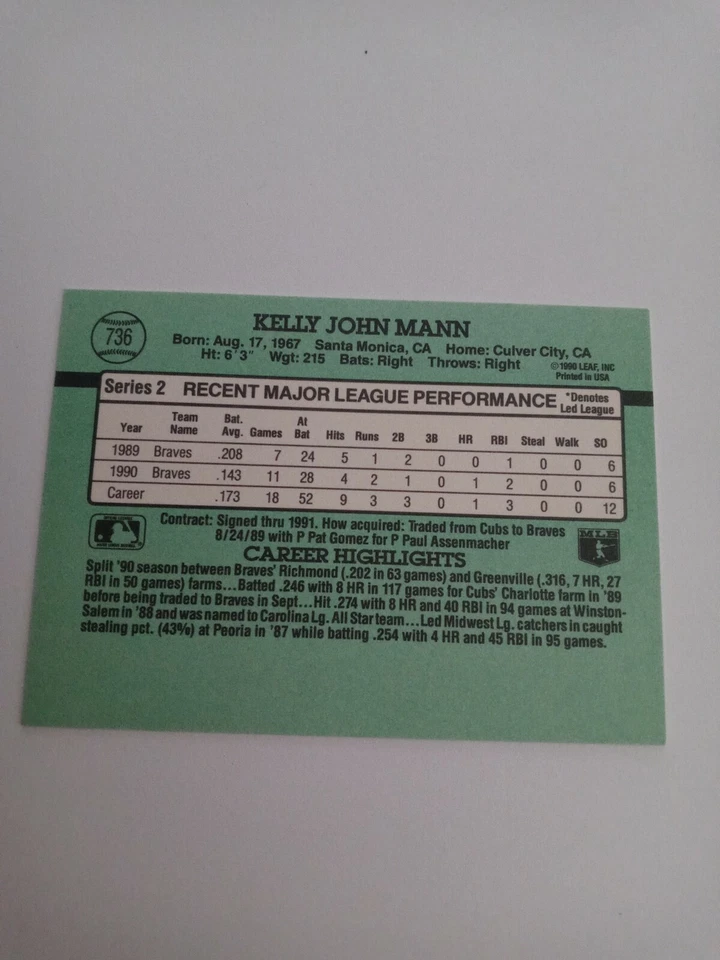 736
KELLY JOHN MANN
Born: Aug. 17, 1967 Santa Monica, CA Home: Culver City, CA
Ht: 6'3" Wgt: 215 Bats: Right Throws: Right
©1990 LEAF, INC
Printed in USA
Series 2 RECENT MAJOR LEAGUE PERFORMANCE *Denotes Led League
Year Team Name Bat. Avg. Games At Bat Hits Runs 2B 3B HR RBI Steal Walk SO
1989 Braves .208 7 24 5 1 2 0 0 1 0 0 6
1990 Braves .143 11 28 4 2 1 0 1 2 0 0 6
Career .173 18 52 9 3 3 0 1 3 0 0 12
Contract: Signed thru 1991. How acquired: Traded from Cubs to Braves
8/24/89 with P Pat Gomez for P Paul Assenmacher
MLB
CAREER HIGHLIGHTS
Split '90 season between Braves' Richmond (.202 in 63 games) and Greenville (.316, 7 HR, 27
RBI in 50 games) farms...Batted .246 with 8 HR in 117 games for Cubs' Charlotte farm in '89
before being traded to Braves in Sept...Hit .274 with 8 HR and 40 RBI in 94 games at Winston-
Salem in '88 and was named to Carolina Lg. All Star team...Led Midwest Lg. catchers in caught
stealing pct. (43%) at Peoria in '87 while batting .254 with 4 HR and 45 RBI in 95 games.